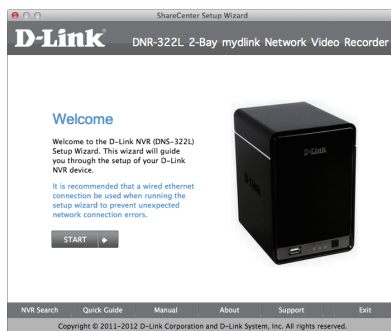 ShareCenter Setup Wizard
D-Link
DNR-322L 2-Bay mydlink Network Video Recorder
Welcome
Welcome to the D-Link NVR (DNS-322L)
Setup Wizard. This wizard will guide
you through the setup of your D-Link
NVR device.
It is recommended that a wired ethernet
connection be used when running the
setup wizard to prevent unexpected
network connection errors.
D-Link
START
NVR Search Quick Guide Manual About Support Exit
Copyright © 2011-2012 D-Link Corporation and D-Link System, Inc. All rights reserved.